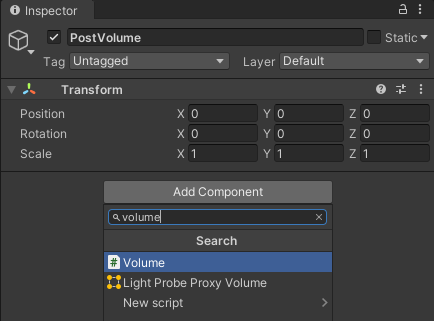 Inspector
PostVolume
Static
Tag Untagged Layer Default
Transform
Position X 0 Y 0 Z 0
Rotation X 0 Y 0 Z 0
Scale X 1 Y 1 Z 1
Add Component
volume
Search
# Volume
Light Probe Proxy Volume
New script